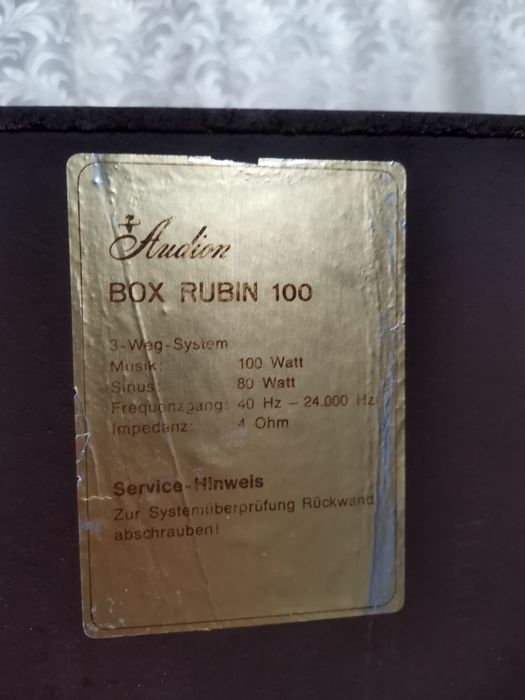 Audion
BOX RUBIN 100
3-Weg-System
Musik: 100 Watt
Sinus: 80 Watt
Frequenzgang: 40 Hz – 24.000 Hz
Impedanz: 4 Ohm
Service-Hinweis
Zur Systemüberprüfung Rückwand
abschrauben!